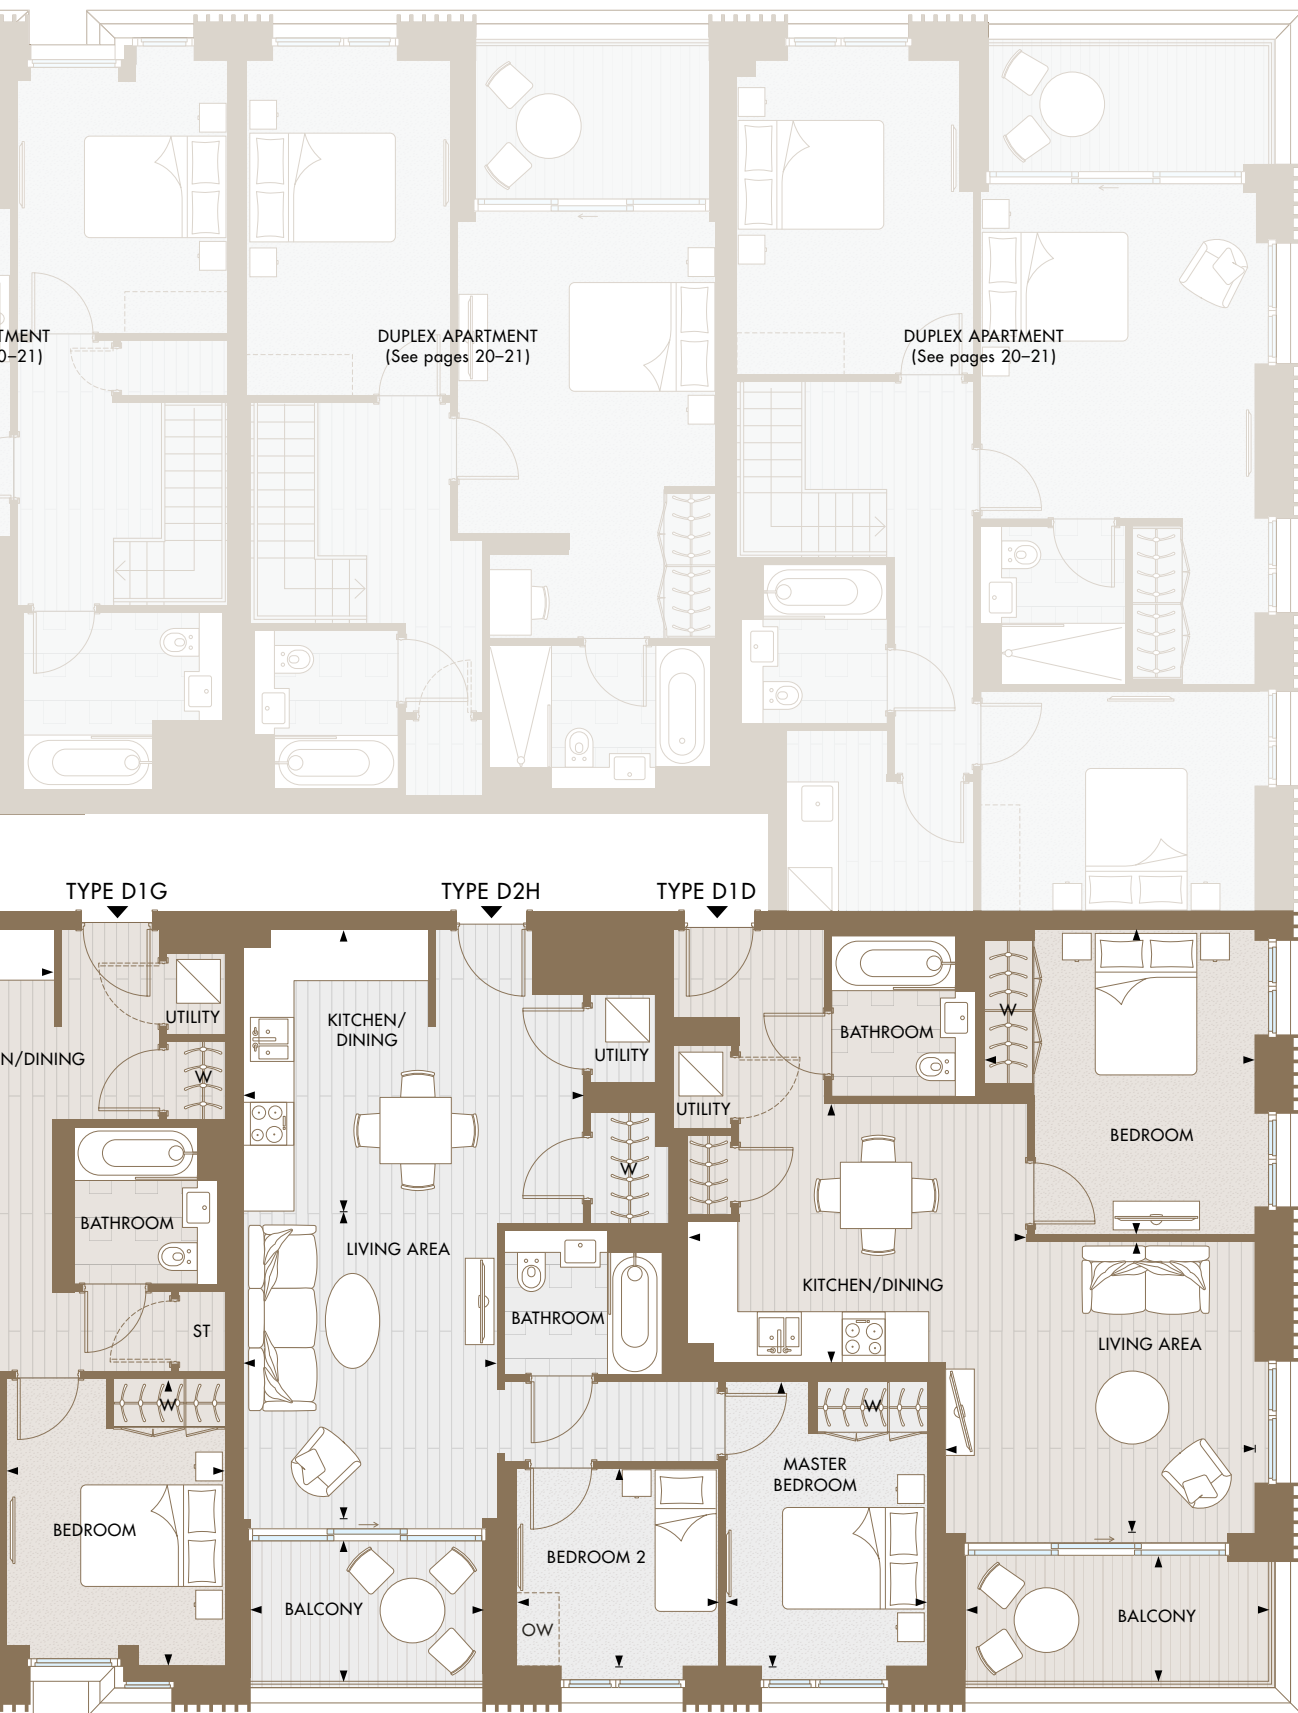 TMENT
0–21)
DUPLEX APARTMENT
(See pages 20–21)
DUPLEX APARTMENT
(See pages 20–21)
TYPE D1G
TYPE D2H
TYPE D1D
UTILITY
N/DINING
W
BATHROOM
ST
W
BEDROOM
KITCHEN/
DINING
UTILITY
W
LIVING AREA
BATHROOM
BALCONY
BEDROOM 2
OW
MASTER
BEDROOM
W
BATHROOM
UTILITY
W
BEDROOM
KITCHEN/DINING
LIVING AREA
BALCONY